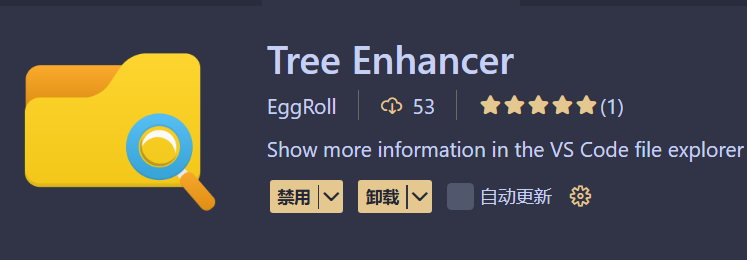 Tree Enhancer
EggRoll 53 (1)
Show more information in the VS Code file explorer
禁用 卸载 自动更新